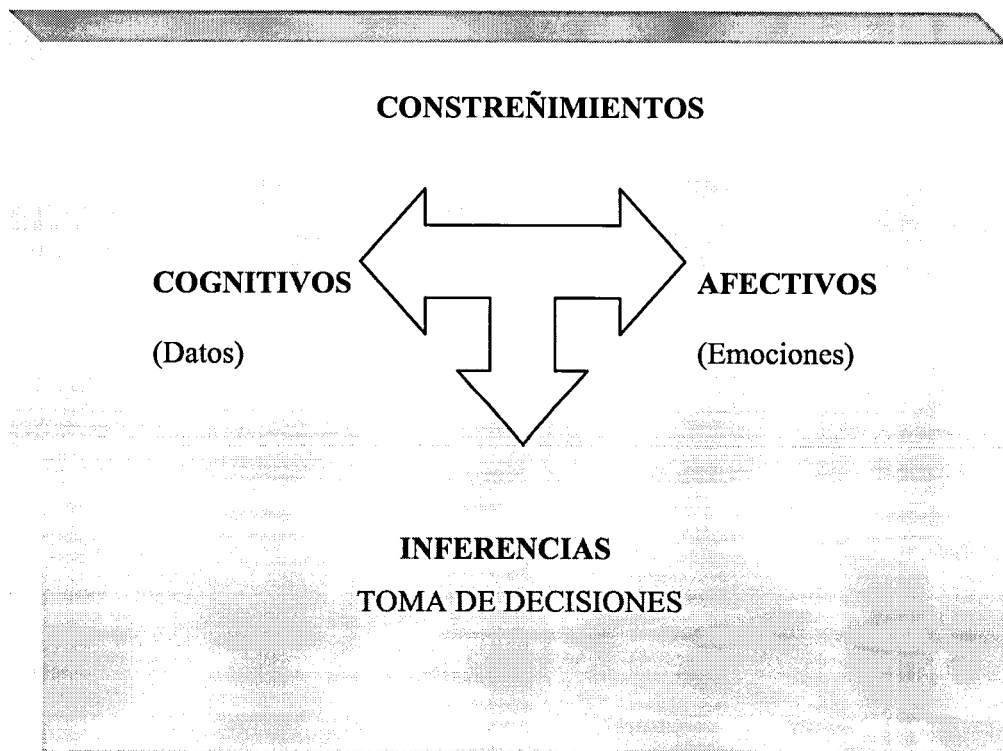 CONSTREÑIMIENTOS
COGNITIVOS
(Datos)
AFECTIVOS
(Emociones)
INFERENCIAS
TOMA DE DECISIONES